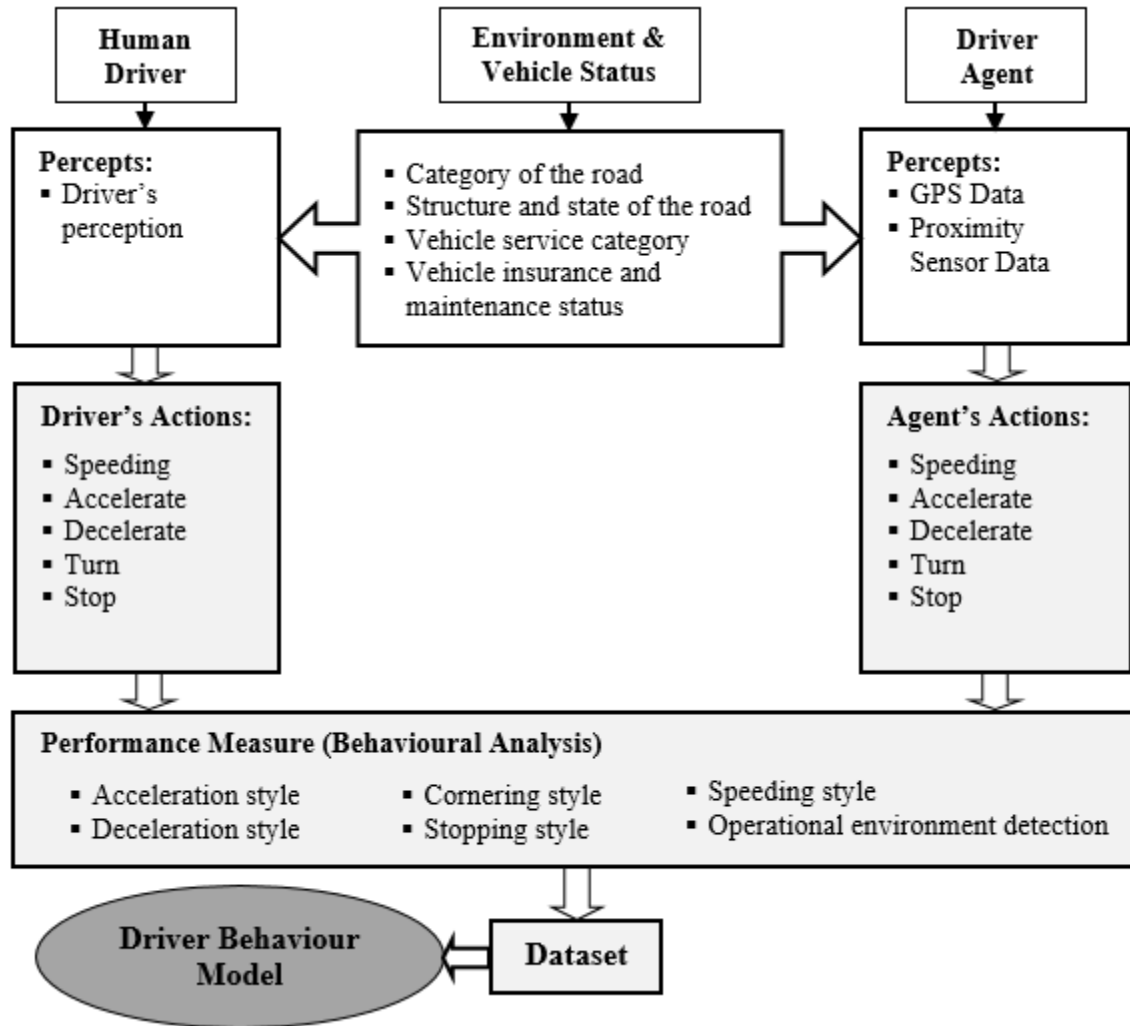 Human
Driver
Environment &
Vehicle Status
Driver
Agent
Percepts:
▪ Driver’s
perception
▪ Category of the road
▪ Structure and state of the road
▪ Vehicle service category
▪ Vehicle insurance and
maintenance status
Percepts:
▪ GPS Data
▪ Proximity
Sensor Data
Driver’s Actions:
▪ Speeding
▪ Accelerate
▪ Decelerate
▪ Turn
▪ Stop
Agent’s Actions:
▪ Speeding
▪ Accelerate
▪ Decelerate
▪ Turn
▪ Stop
Performance Measure (Behavioural Analysis)
▪ Acceleration style
▪ Deceleration style
▪ Cornering style
▪ Stopping style
▪ Speeding style
▪ Operational environment detection
Driver Behaviour
Model
Dataset